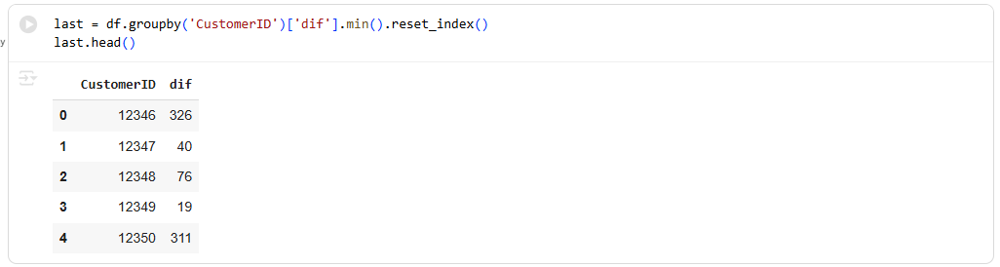 last = df.groupby('CustomerID')['dif'].min().reset_index()
last.head()
y
CustomerID dif
0 12346 326
1 12347 40
2 12348 76
3 12349 19
4 12350 311